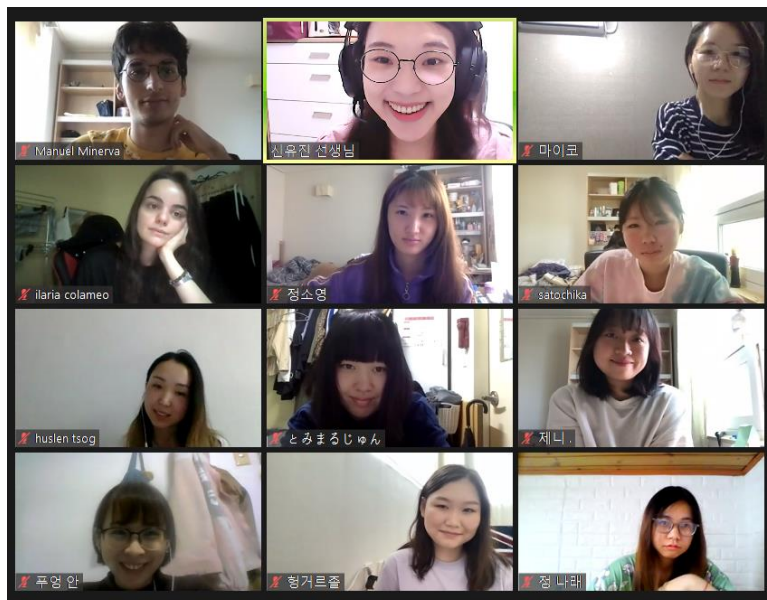 Manuel Minerva
신유진 선생님
마이코
ilaria colameo
정소영
satochika
huslen tsog
とみまるじゅん
제니 .
푸엉 안
헝거르졸
정 나래